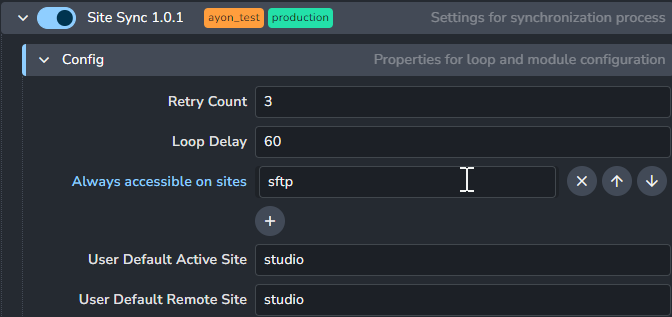 Site Sync 1.0.1 ayon_test production Settings for synchronization process
Config Properties for loop and module configuration
Retry Count 3
Loop Delay 60
Always accessible on sites sftp
User Default Active Site studio
User Default Remote Site studio